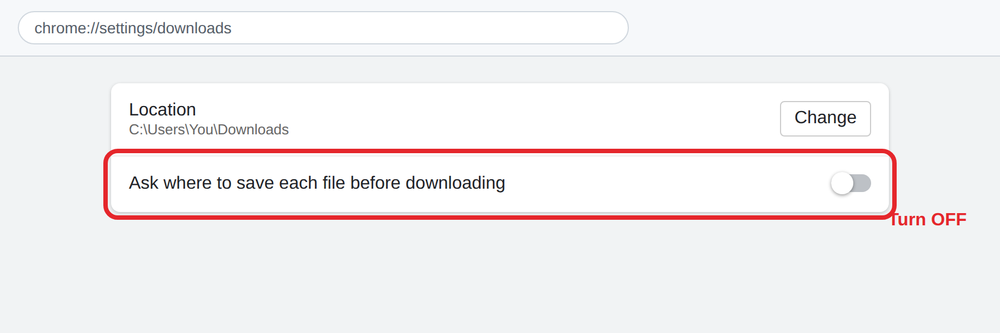 chrome://settings/downloads
Location
C:\Users\You\Downloads
Change
Ask where to save each file before downloading
Turn OFF